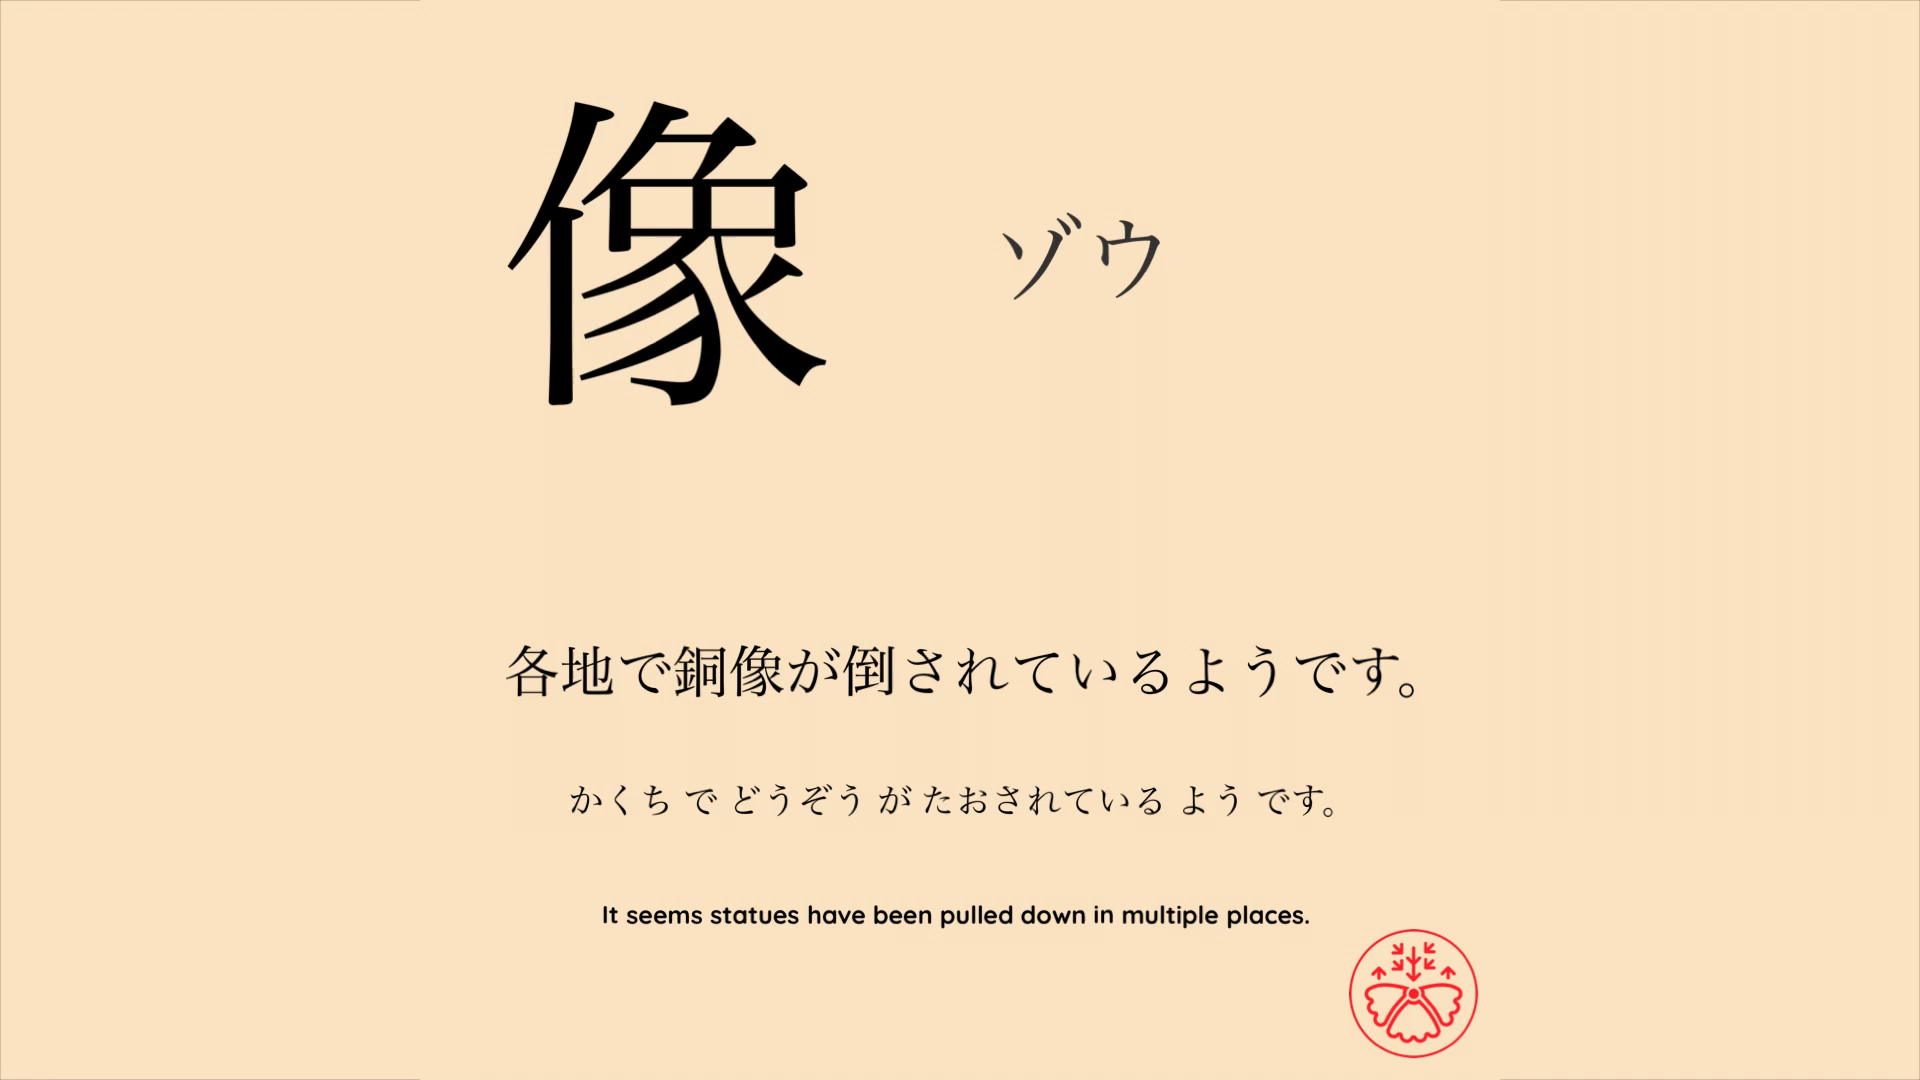 像
ゾウ
各地で銅像が倒されているようです。
かくち で どうぞう が たおされている よう です。
It seems statues have been pulled down in multiple places.